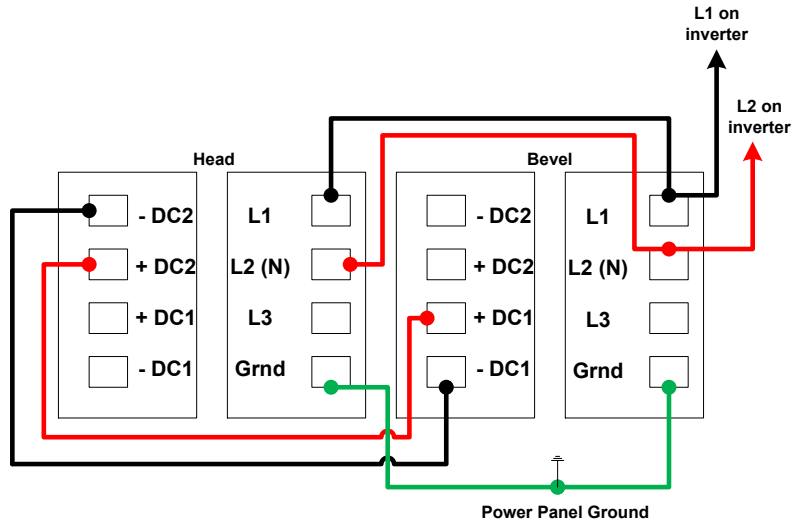 L1 on
inverter
L2 on
inverter
Head
Bevel
- DC2
+ DC2
+ DC1
- DC1
L1
L2 (N)
L3
Grnd
- DC2
+ DC2
+ DC1
- DC1
L1
L2 (N)
L3
Grnd
Power Panel Ground